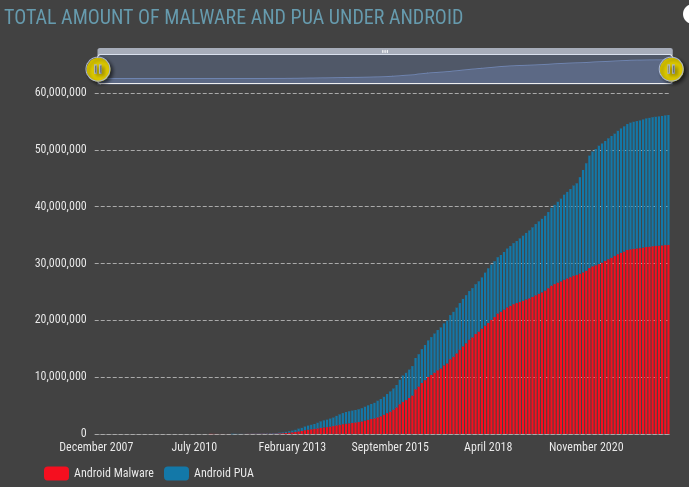 TOTAL AMOUNT OF MALWARE AND PUA UNDER ANDROID
60,000,000
50,000,000
40,000,000
30,000,000
20,000,000
10,000,000
0
December 2007 July 2010 February 2013 September 2015 April 2018 November 2020
Android Malware Android PUA